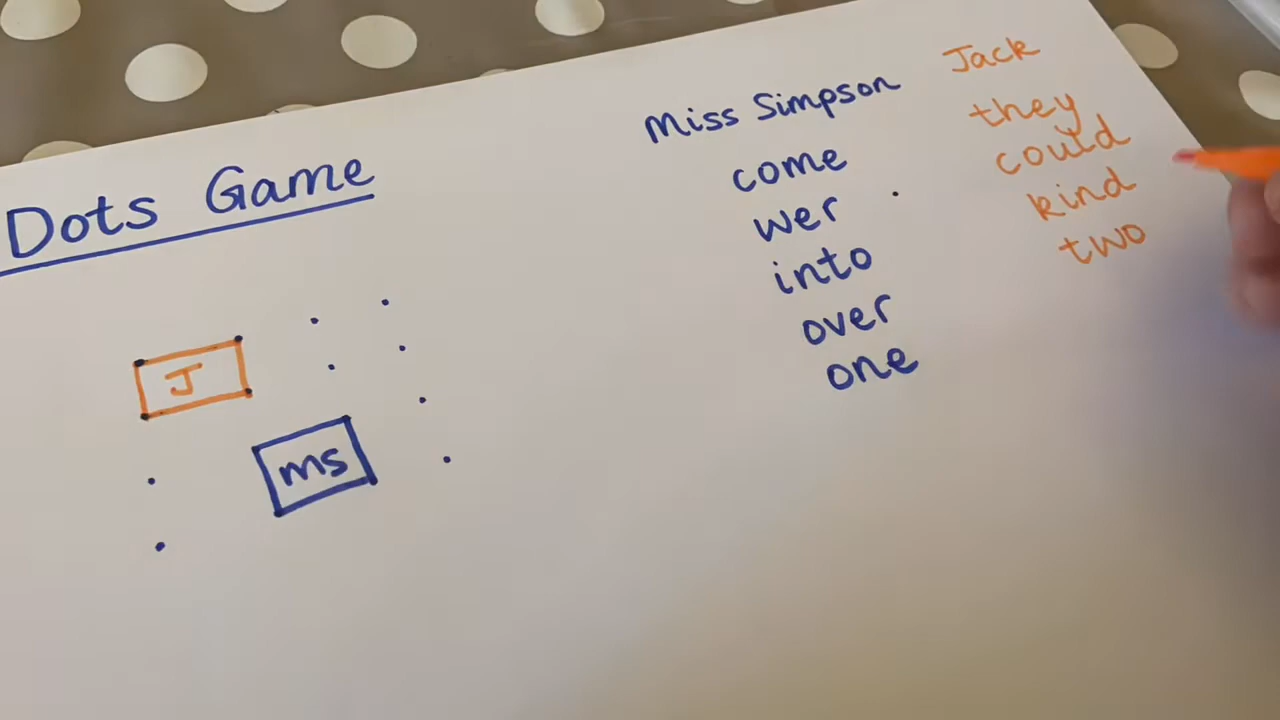 Dots Game
J
ms
Miss Simpson
come
wer
into
over
one
Jack
they
could
kind
two